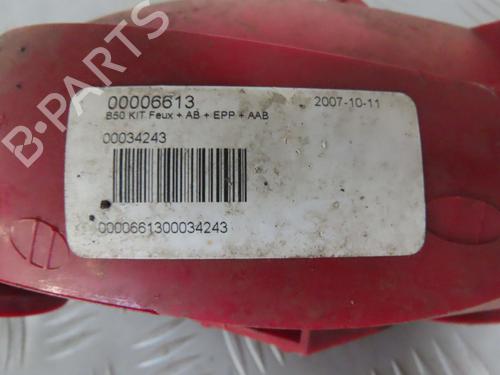 00006613
2007-10-11
B50 KIT Feux + AB + EPP + AAB
00034243
0000661300034243
B-PARTS